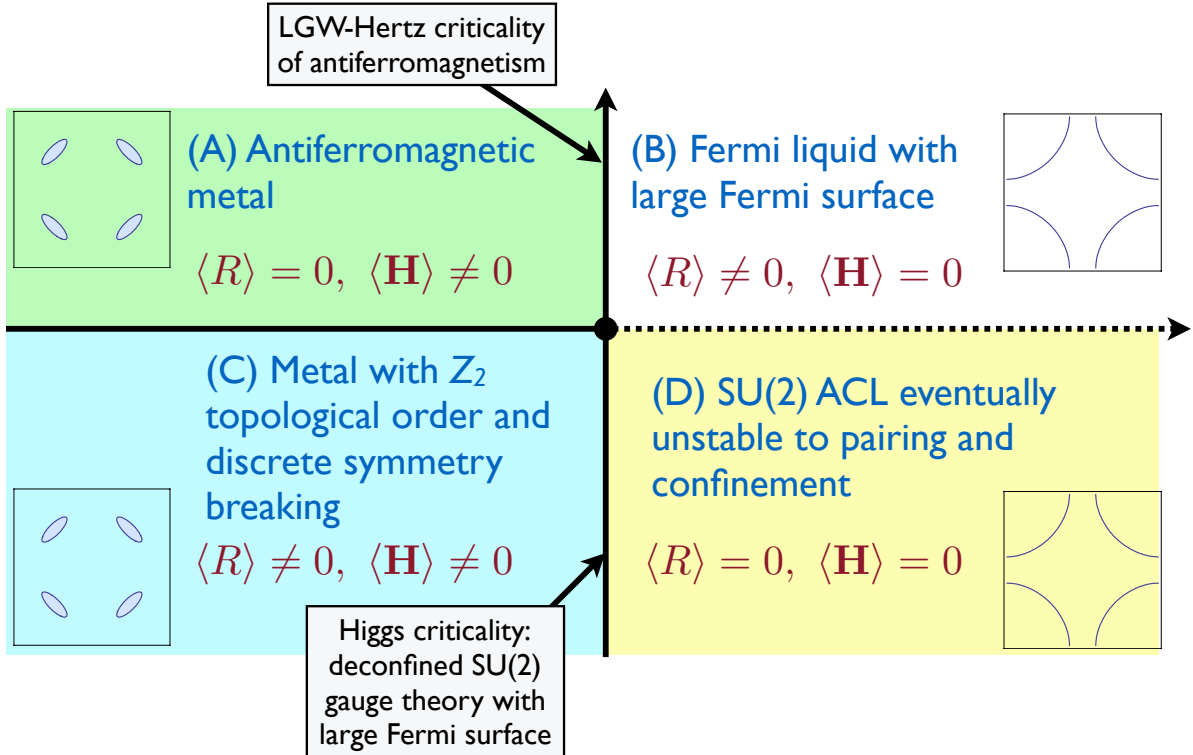 LGW-Hertz criticality
of antiferromagnetism
(A) Antiferromagnetic
metal
⟨R⟩ = 0, ⟨H⟩ ≠ 0
(B) Fermi liquid with
large Fermi surface
⟨R⟩ ≠ 0, ⟨H⟩ = 0
(C) Metal with Z₂
topological order and
discrete symmetry
breaking
⟨R⟩ ≠ 0, ⟨H⟩ ≠ 0
(D) SU(2) ACL eventually
unstable to pairing and
confinement
⟨R⟩ = 0, ⟨H⟩ = 0
Higgs criticality:
deconfined SU(2)
gauge theory with
large Fermi surface